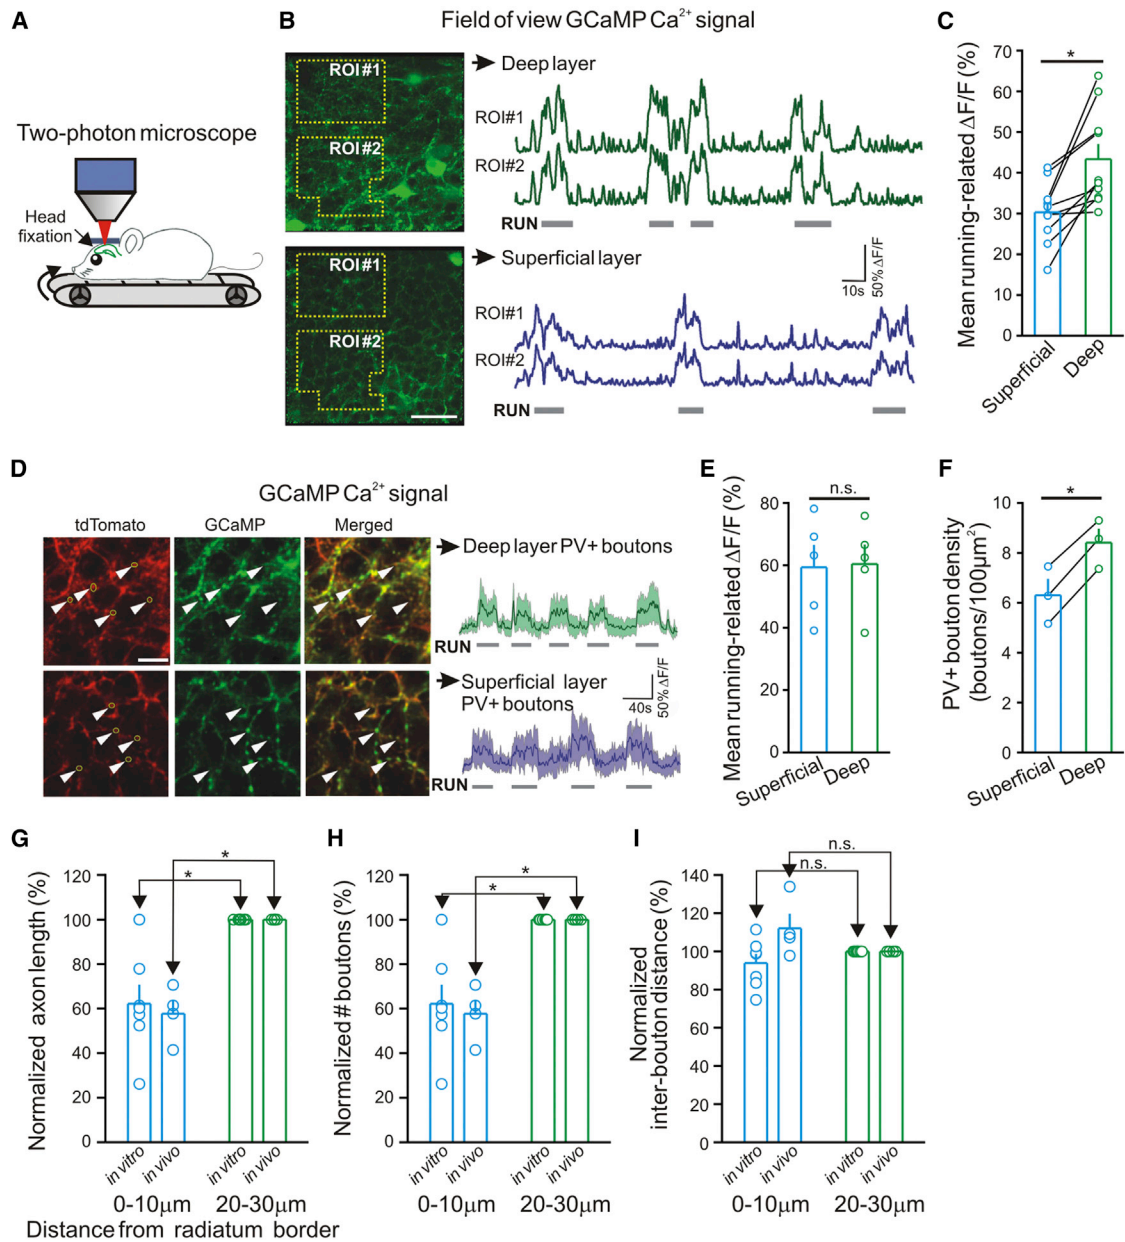 A
Two-photon microscope
Head
fixation
B
Field of view GCaMP Ca2+ signal
ROI#1
ROI#2
Deep layer
ROI#1
ROI#2
RUN
ROI#1
ROI#2
Superficial layer
50% ΔF/F
10s
ROI#1
ROI#2
RUN
C
Mean running-related ΔF/F (%)
70
60
50
40
30
20
10
0
*
Superficial
Deep
D
GCaMP Ca2+ signal
tdTomato
GCaMP
Merged
Deep layer PV+ boutons
RUN
Superficial layer
PV+ boutons
40s
50% ΔF/F
RUN
E
Mean running-related ΔF/F (%)
80
60
40
20
0
n.s.
Superficial
Deep
F
PV+ bouton density
(boutons/100μm2)
10
8
6
4
2
0
*
Superficial
Deep
G
Normalized axon length (%)
120
100
80
60
40
20
0
*
*
in vitro
in vivo
in vitro
in vivo
0-10μm
20-30μm
Distance from radiatum border
H
Normalized # boutons (%)
120
100
80
60
40
20
0
*
*
in vitro
in vivo
in vitro
in vivo
0-10μm
20-30μm
I
Normalized
inter-bouton distance (%)
140
120
100
80
60
40
20
0
n.s.
n.s.
in vitro
in vivo
in vitro
in vivo
0-10μm
20-30μm